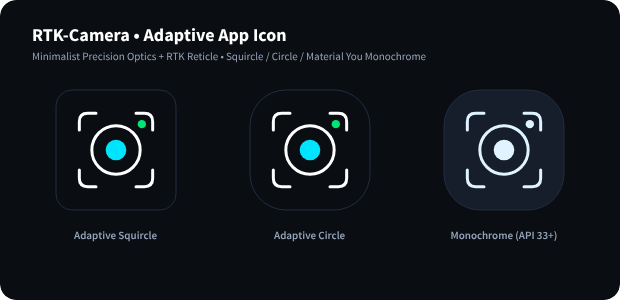 RTK-Camera • Adaptive App Icon
Minimalist Precision Optics + RTK Reticle • Squircle / Circle / Material You Monochrome
Adaptive Squircle
Adaptive Circle
Monochrome (API 33+)